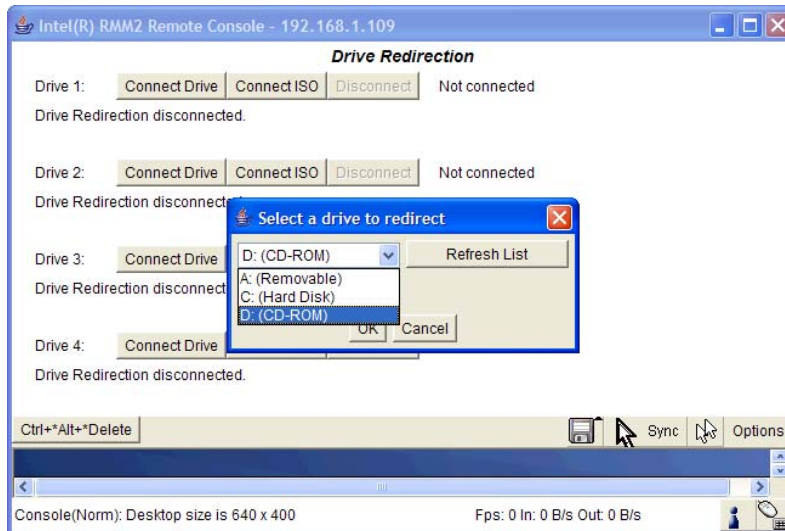 Intel(R) RMM2 Remote Console - 192.168.1.109
Drive Redirection
Drive 1: Connect Drive Connect ISO Disconnect Not connected
Drive Redirection disconnected.
Drive 2: Connect Drive Connect ISO Disconnect Not connected
Drive Redirection disconnect
Select a drive to redirect
Drive 3: Connect Drive D: (CD-ROM) Refresh List
A: (Removable)
Drive Redirection disconnect C: (Hard Disk)
D: (CD-ROM)
OK Cancel
Drive 4: Connect Drive
Drive Redirection disconnected.
Ctrl+*Alt+*Delete Sync Options
Console(Norm): Desktop size is 640 x 400 Fps: 0 In: 0 B/s Out: 0 B/s